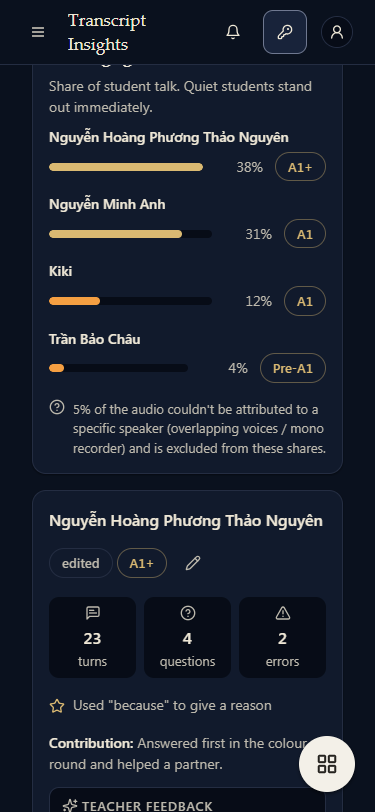 Transcript
Insights
Share of student talk. Quiet students stand
out immediately.
Nguyễn Hoàng Phương Thảo Nguyên
38% A1+
Nguyễn Minh Anh
31% A1
Kiki
12% A1
Trần Bảo Châu
4% Pre-A1
5% of the audio couldn't be attributed to a
specific speaker (overlapping voices / mono
recorder) and is excluded from these shares.
Nguyễn Hoàng Phương Thảo Nguyên
edited A1+
23 4 2
turns questions errors
Used "because" to give a reason
Contribution: Answered first in the colour
round and helped a partner.
TEACHER FEEDBACK